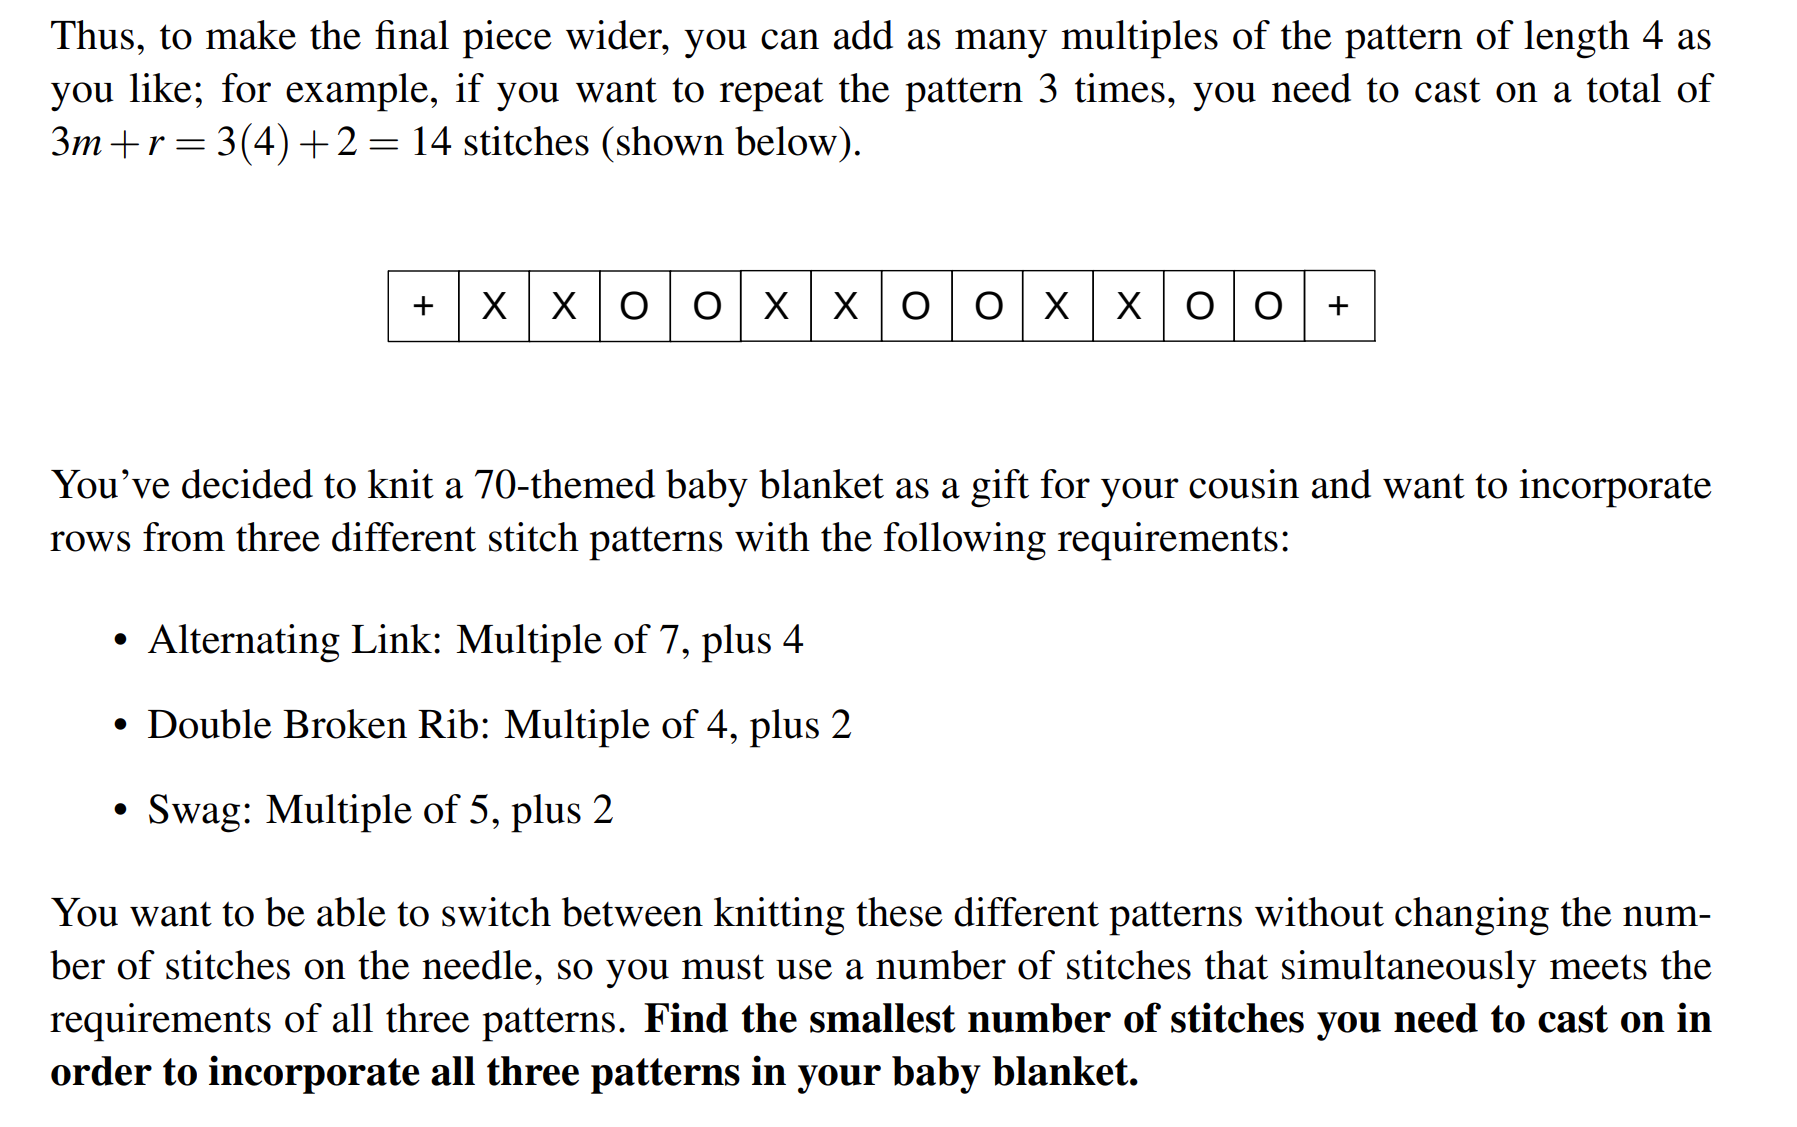 Thus, to make the final piece wider, you can add as many multiples of the pattern of length 4 as
you like; for example, if you want to repeat the pattern 3 times, you need to cast on a total of
3m + r = 3(4) + 2 = 14 stitches (shown below).
+ X X O O X X O O X X O O +
You’ve decided to knit a 70-themed baby blanket as a gift for your cousin and want to incorporate
rows from three different stitch patterns with the following requirements:
• Alternating Link: Multiple of 7, plus 4
• Double Broken Rib: Multiple of 4, plus 2
• Swag: Multiple of 5, plus 2
You want to be able to switch between knitting these different patterns without changing the num-
ber of stitches on the needle, so you must use a number of stitches that simultaneously meets the
requirements of all three patterns. Find the smallest number of stitches you need to cast on in
order to incorporate all three patterns in your baby blanket.